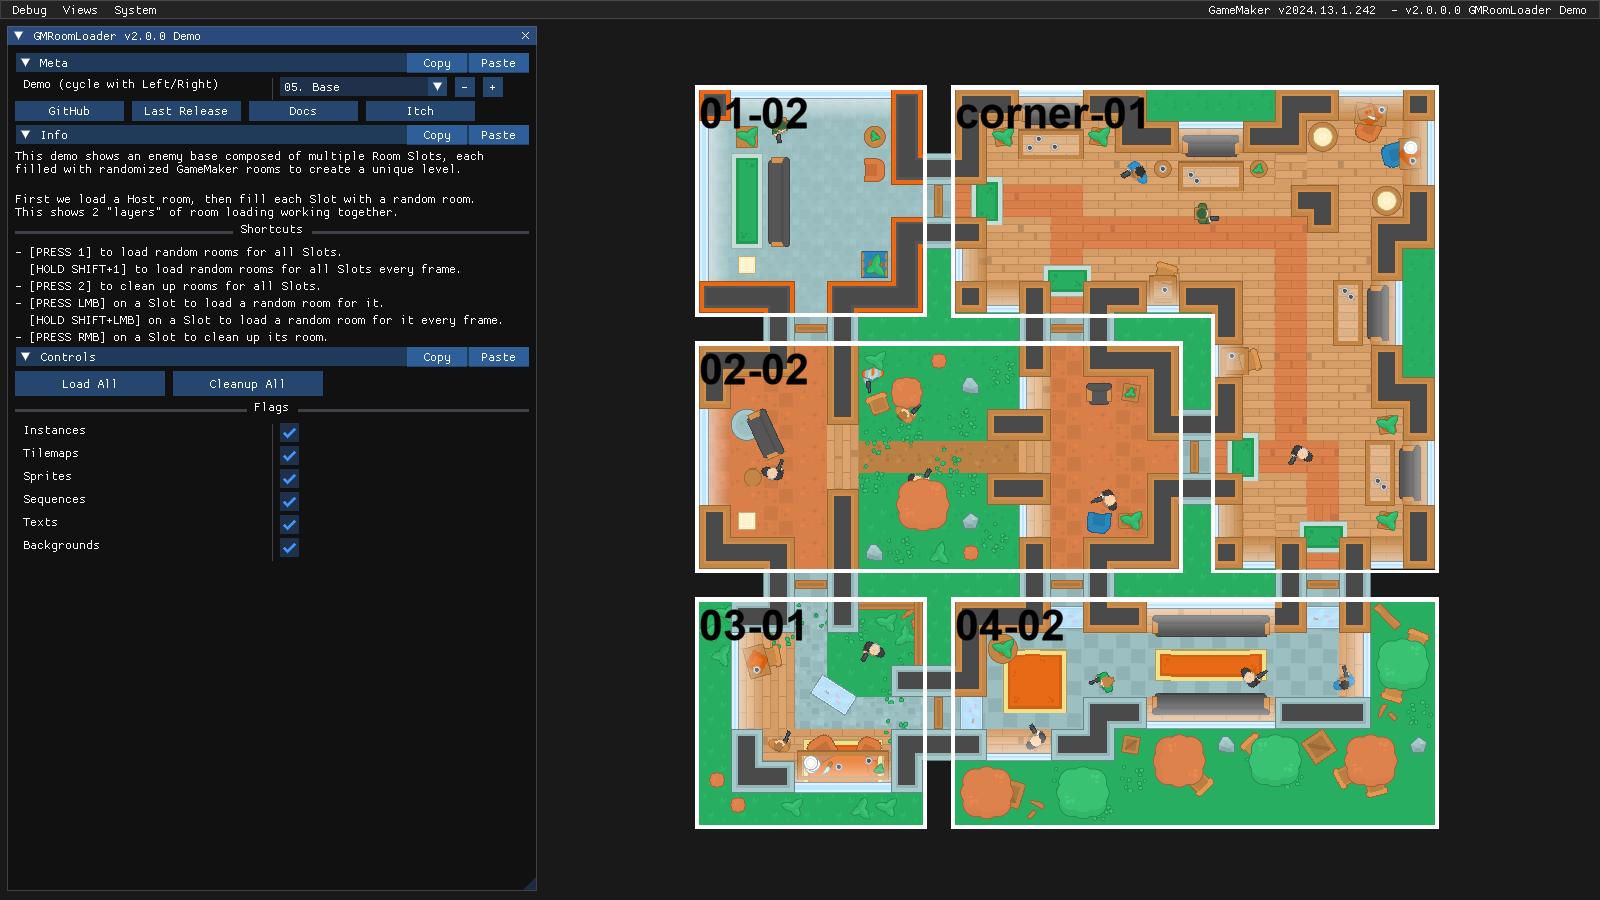 Debug Views System
GameMaker v2024.13.1.242 - v2.0.0.0 GMRoomLoader Demo
GMRoomLoader v2.0.0 Demo
Meta Copy Paste
Demo (cycle with Left/Right) 05. Base - +
GitHub Last Release Docs Itch
Info Copy Paste
This demo shows an enemy base composed of multiple Room Slots, each
filled with randomized GameMaker rooms to create a unique level.
First we load a Host room, then fill each Slot with a random room.
This shows 2 "layers" of room loading working together.
Shortcuts
- [PRESS 1] to load random rooms for all Slots.
[HOLD SHIFT+1] to load random rooms for all Slots every frame.
- [PRESS 2] to clean up rooms for all Slots.
- [PRESS LMB] on a Slot to load a random room for it.
[HOLD SHIFT+LMB] on a Slot to load a random room for it every frame.
- [PRESS RMB] on a Slot to clean up its room.
Controls Copy Paste
Load All Cleanup All
Flags
Instances
Tilemaps
Sprites
Sequences
Texts
Backgrounds
01-02
corner-01
02-02
03-01
04-02